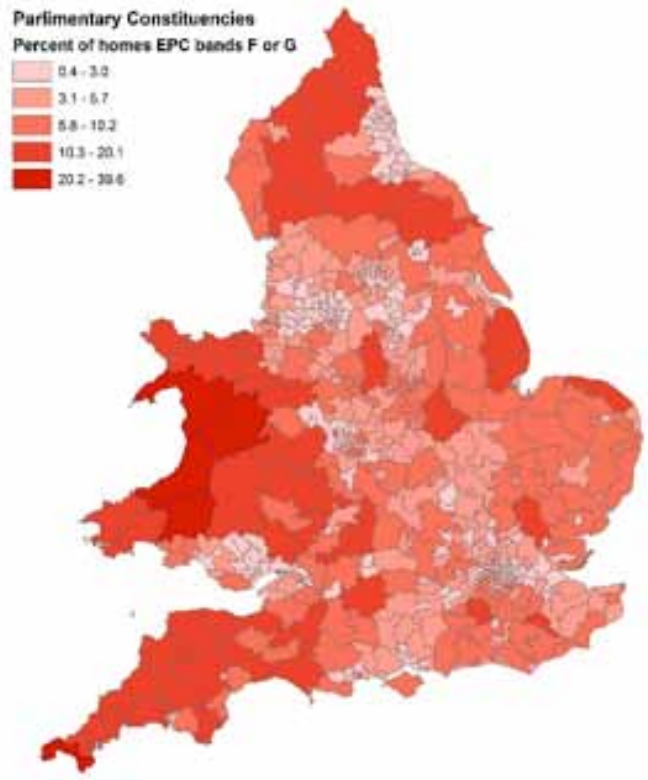 Parlimentary Constituencies
Percent of homes EPC bands F or G
0.4 - 3.0
3.1 - 5.7
5.8 - 10.2
10.3 - 20.1
20.2 - 39.6